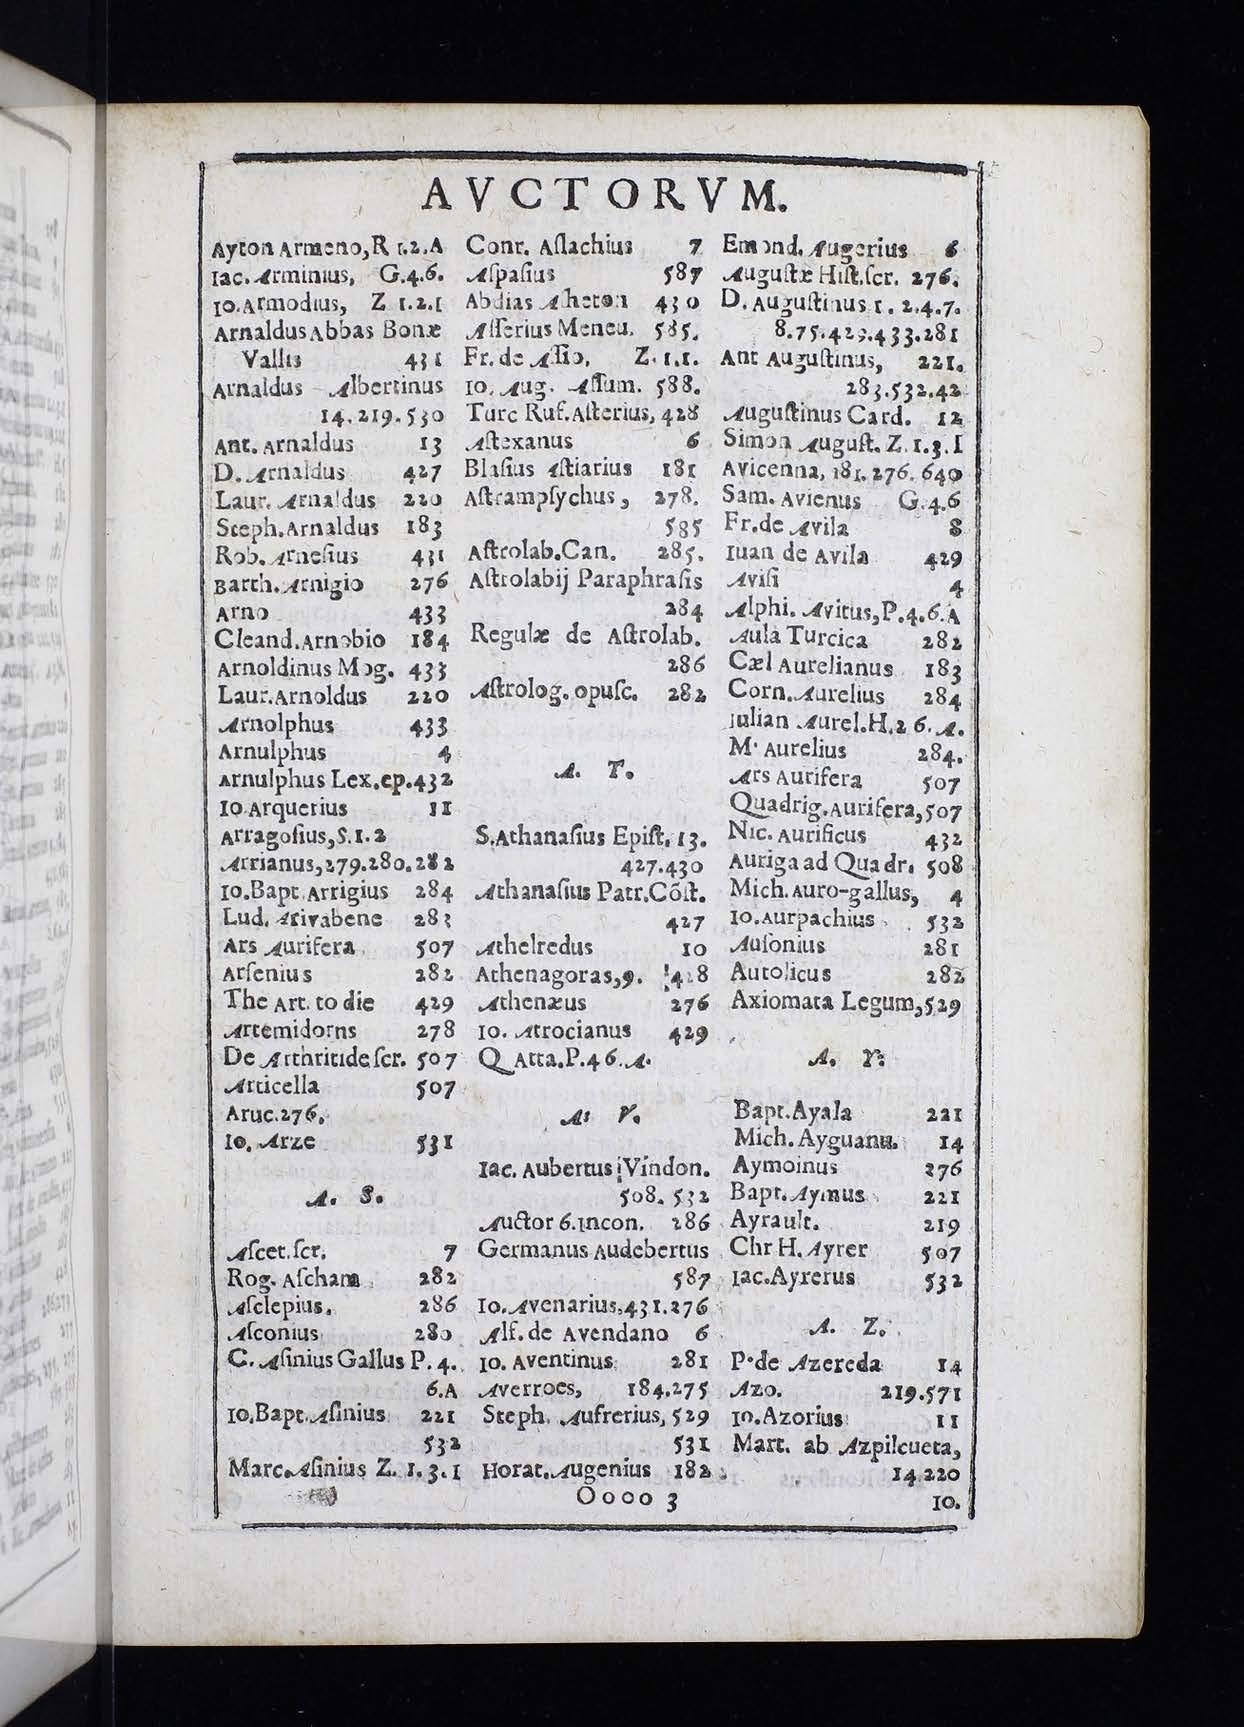 AVCTORVM.
Ayton Armeno, R 1.2.A
Iac. Arminius, G.4.6.
Io. Armodius, Z 1.2.I
Arnaldus Abbas Bonæ
Vallis 431
Arnaldus Albertinus
14.219.530
Ant. Arnaldus 13
D. Arnaldus 427
Laur. Arnaldus 220
Steph. Arnaldus 183
Rob. Arnesius 431
Barth. Arnigio 276
Arno 433
Cleand. Arnobio 184
Arnoldinus Mog. 433
Laur. Arnoldus 220
Arnolphus 433
Arnulphus 4
Arnulphus Lex.ep. 432
Io Arquerius 11
Arragosius, S.1.2
Arrianus, 279.280.282
Io.Bapt. Arrigius 284
Lud. Arivabene 283
Ars Aurifera 507
Arsenius 282
The Art. to die 429
Artemidorns 278
De Arthritide scr. 507
Articella 507
Aruc. 276.
Io. Arze 531
A. S.
Ascet. scr. 7
Rog. Ascham 282
Asclepius. 286
Asconius 280
C. Asinius Gallus P. 4.
6.A
Io.Bapt. Asinius 221
532
Marc. Asinius Z. 1.3.I
Conr. Aslachius 7
Aspasius 587
Abdias Asheton 430
Asserius Meneu. 585.
Fr. de Assio, Z.1.1.
Io. Aug. Assum. 588.
Turc Ruf. Asterius, 428
Astexanus 6
Blasius Astiarius 181
Astrampsychus, 278.
585
Astrolab. Can. 285.
Astrolabij Paraphrasis
284
Regulæ de Astrolab.
286
Astrolog. opusc. 282
A. T.
S. Athanasius Epist. 13.
427.430
Athanasius Patr. Cõst.
427
Athelredus 10
Athenagoras, 9. 428
Athenæus 276
Io. Atrocianus 429
Q Atta. P.46.A.
A. V.
Iac. Aubertus Vindon.
508. 532
Auctor 6. incon. 286
Germanus Audebertus
587
Io. Avenarius, 431.276
Alf. de Avendano 6
Io. Aventinus 281
Averroes, 184.275
Steph. Aufrerius, 529
531
Horat. Augenius 182
Oooo 3
Emond. Augerius 6
Augustæ Hist. scr. 276.
D. Augustinus 1. 2.4.7.
8.75.429.433.281
Ant Augustinus, 221.
283.532.42
Augustinus Card. 12
Simon August. Z.1.3.I
Avicenna, 181.276.640
Sam. Avienus G.4.6
Fr. de Avila 8
Iuan de Avila 429
Avisi 4
Alphi. Avitus, P.4.6.A
Aula Turcica 282
Cæl Aurelianus 183
Corn. Aurelius 284
Iulian Aurel. H.2 6. A.
M. Aurelius 284.
Ars Aurifera 507
Quadrig. Aurifera, 507
Nic. Aurificus 432
Auriga ad Quadr. 508
Mich. Auro-gallus, 4
Io. Aurpachius 532
Ausonius 281
Autolicus 282
Axiomata Legum, 529
A. Y.
Bapt. Ayala 221
Mich. Ayguanu. 14
Aymoinus 276
Bapt. Aymus 221
Ayrault. 219
Chr H. Ayrer 507
Iac. Ayrerus 532
A. Z.
P. de Azereda 14
Azo. 219.571
Io. Azorius 11
Mart. ab Azpilcueta,
14.220
10.